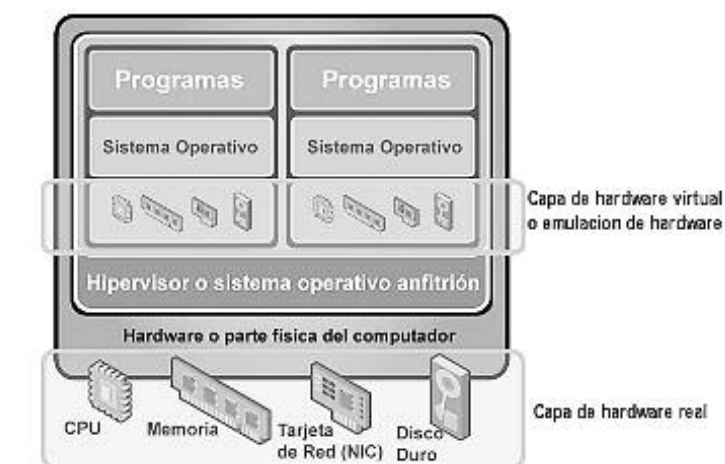 Programas
Programas
Sistema Operativo
Sistema Operativo
Capa de hardware virtual
o emulacion de hardware
Hipervisor o sistema operativo anfitrión
Hardware o parte fisica del computador
CPU
Memoria
Tarjeta
de Red (NIC)
Disco
Duro
Capa de hardware real